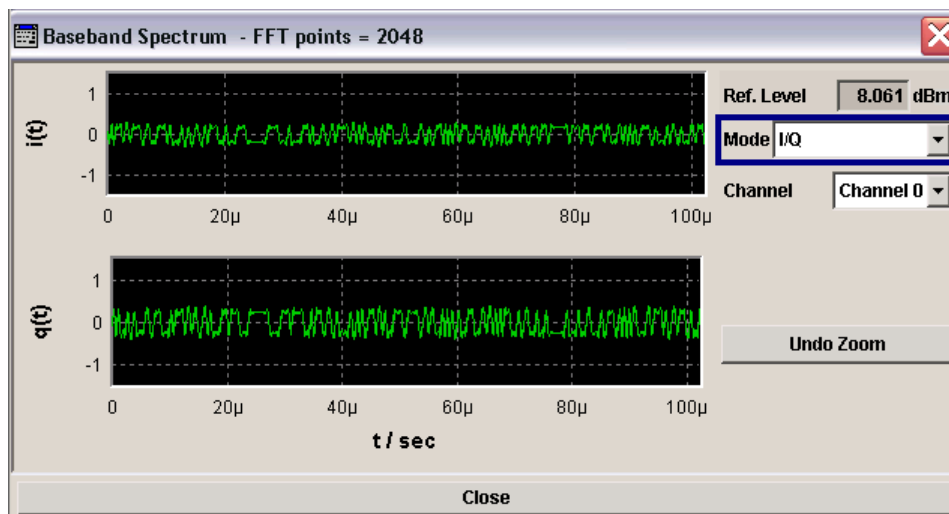 Baseband Spectrum - FFT points = 2048
i(t)
1
0
-1
0 20µ 40µ 60µ 80µ 100µ
q(t)
1
0
-1
0 20µ 40µ 60µ 80µ 100µ
t / sec
Ref. Level 8.061 dBm
Mode I/Q
Channel Channel 0
Undo Zoom
Close